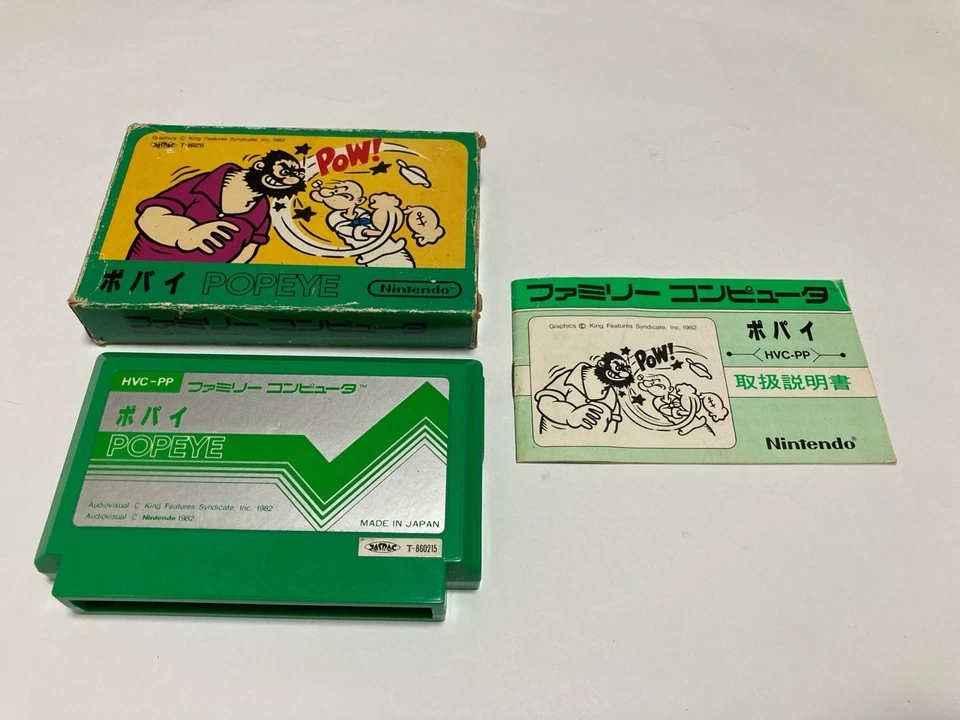 Graphics © King Features Syndicate, Inc. 1982
JASRAC T-860215
POW!
ポパイ POPEYE
Nintendo®
ファミリー コンピュータ
HVC-PP ファミリー コンピュータ™
ポパイ
POPEYE
Audiovisual © King Features Syndicate, Inc. 1982
Audiovisual © Nintendo 1982
MADE IN JAPAN
JASRAC T-860215
ファミリー コンピュータ™
Graphics © King Features Syndicate, Inc. 1982
POW!
ポパイ
HVC-PP
取扱説明書
Nintendo®